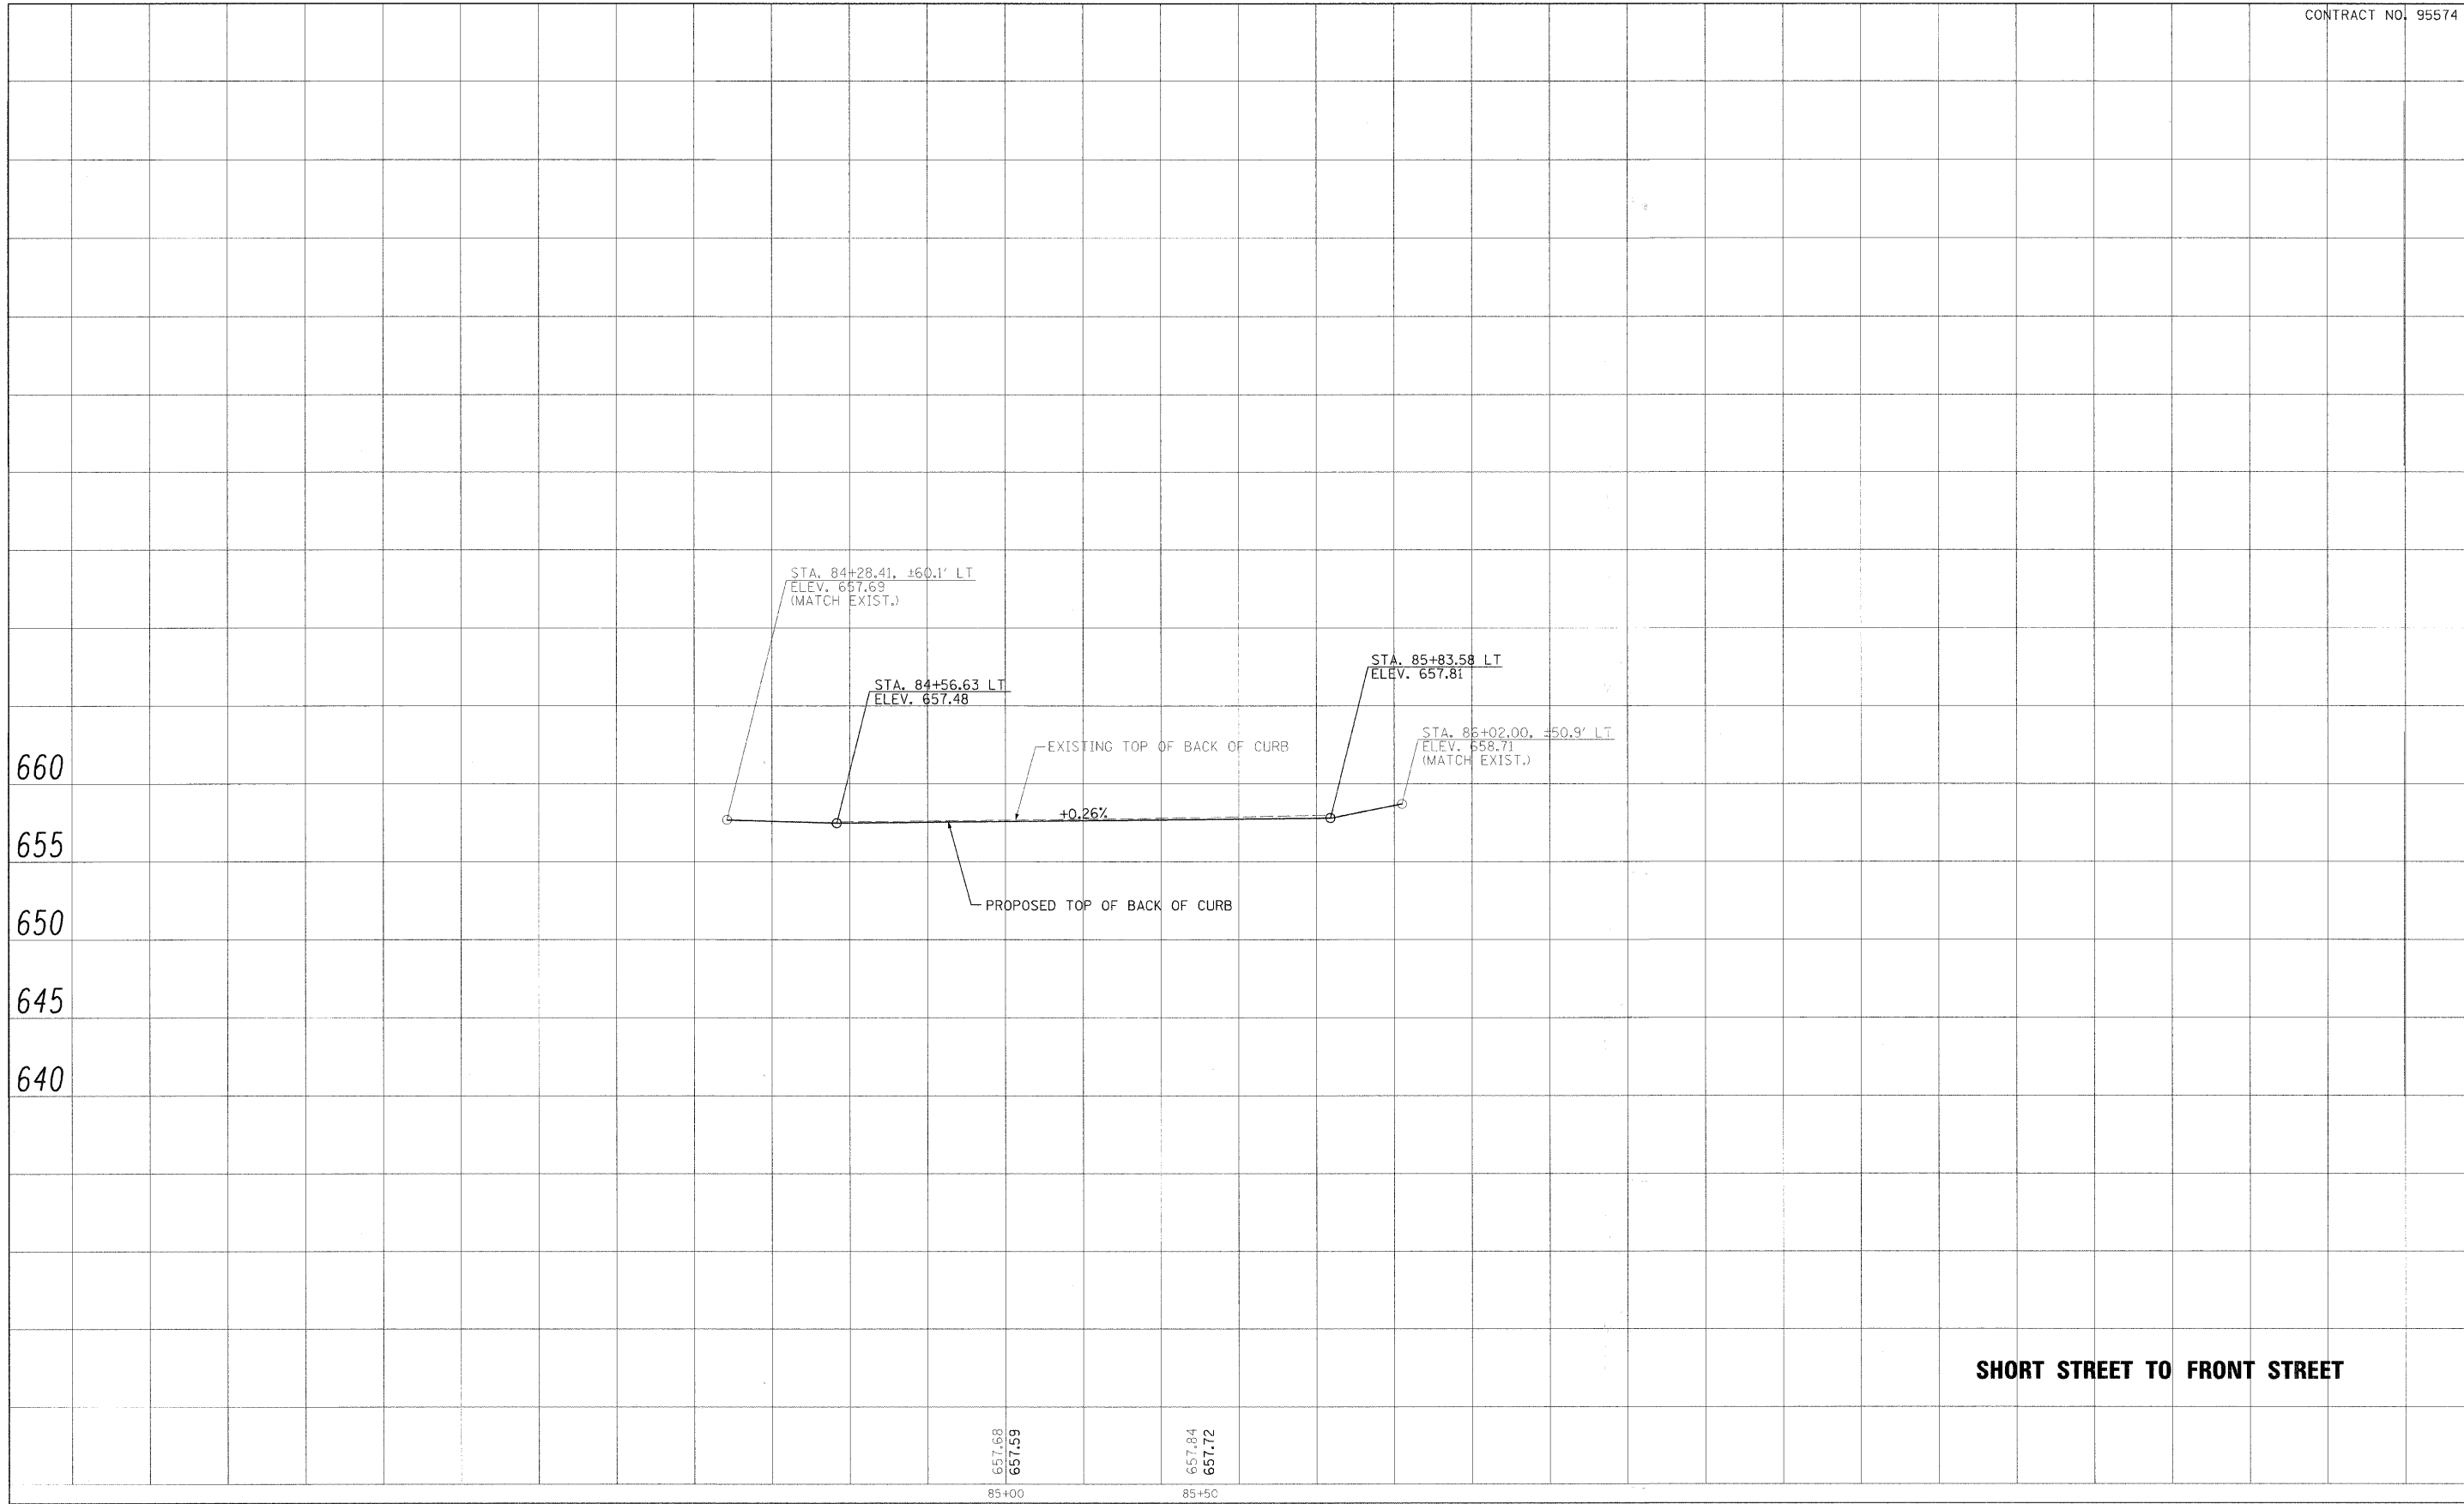 CONTRACT NO. 95574
STA. 84+28.41, ±60.1' LT
ELEV. 657.69
(MATCH EXIST.)
STA. 85+83.58 LT
ELEV. 657.81
STA. 84+56.63 LT
ELEV. 657.48
STA. 86+02.00, ±50.9' LT
ELEV. 658.71
(MATCH EXIST.)
EXISTING TOP OF BACK OF CURB
660
+0.26%
655
PROPOSED TOP OF BACK OF CURB
650
645
640
SHORT STREET TO FRONT STREET
657.68
657.59
657.84
657.72
85+00
85+50